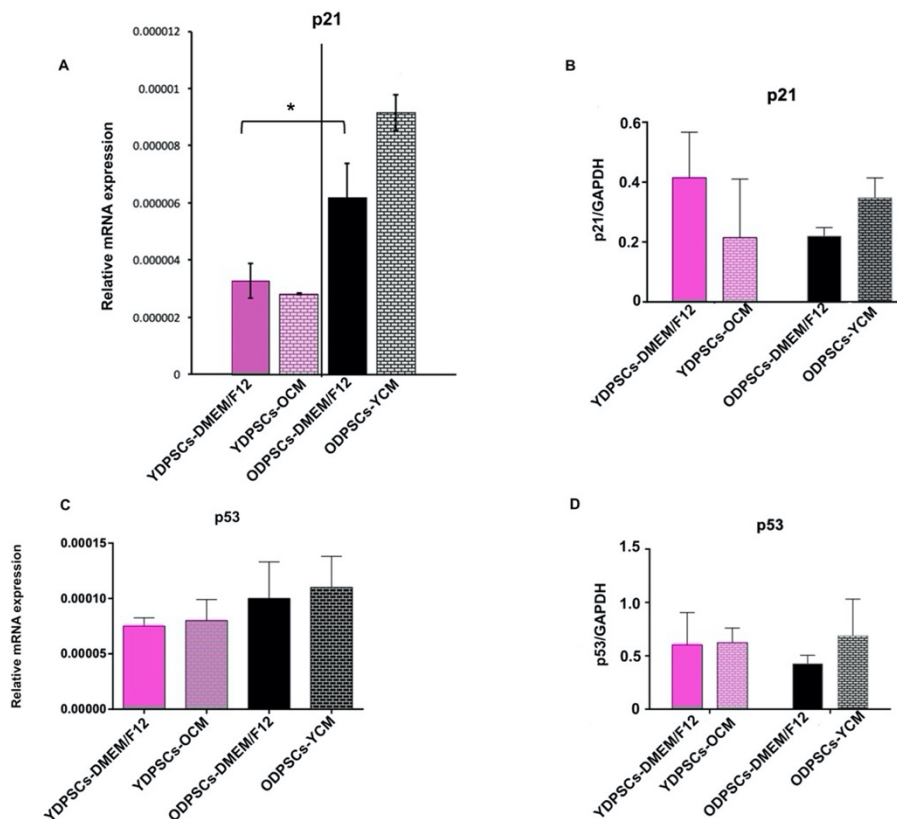 A
p21
Relative mRNA expression
0.000012
0.00001
0.000008
0.000006
0.000004
0.000002
0
*
YDPSCs-DMEM/F12
YDPSCs-OCM
ODPSCs-DMEM/F12
ODPSCs-YCM
B
p21
p21/GAPDH
0.6
0.4
0.2
0
YDPSCs-DMEM/F12
YDPSCs-OCM
ODPSCs-DMEM/F12
ODPSCs-YCM
C
p53
Relative mRNA expression
0.00015
0.00010
0.00005
0.00000
YDPSCs-DMEM/F12
YDPSCs-OCM
ODPSCs-DMEM/F12
ODPSCs-YCM
D
p53
p53/GAPDH
1.5
1.0
0.5
0
YDPSCs-DMEM/F12
YDPSCs-OCM
ODPSCs-DMEM/F12
ODPSCs-YCM